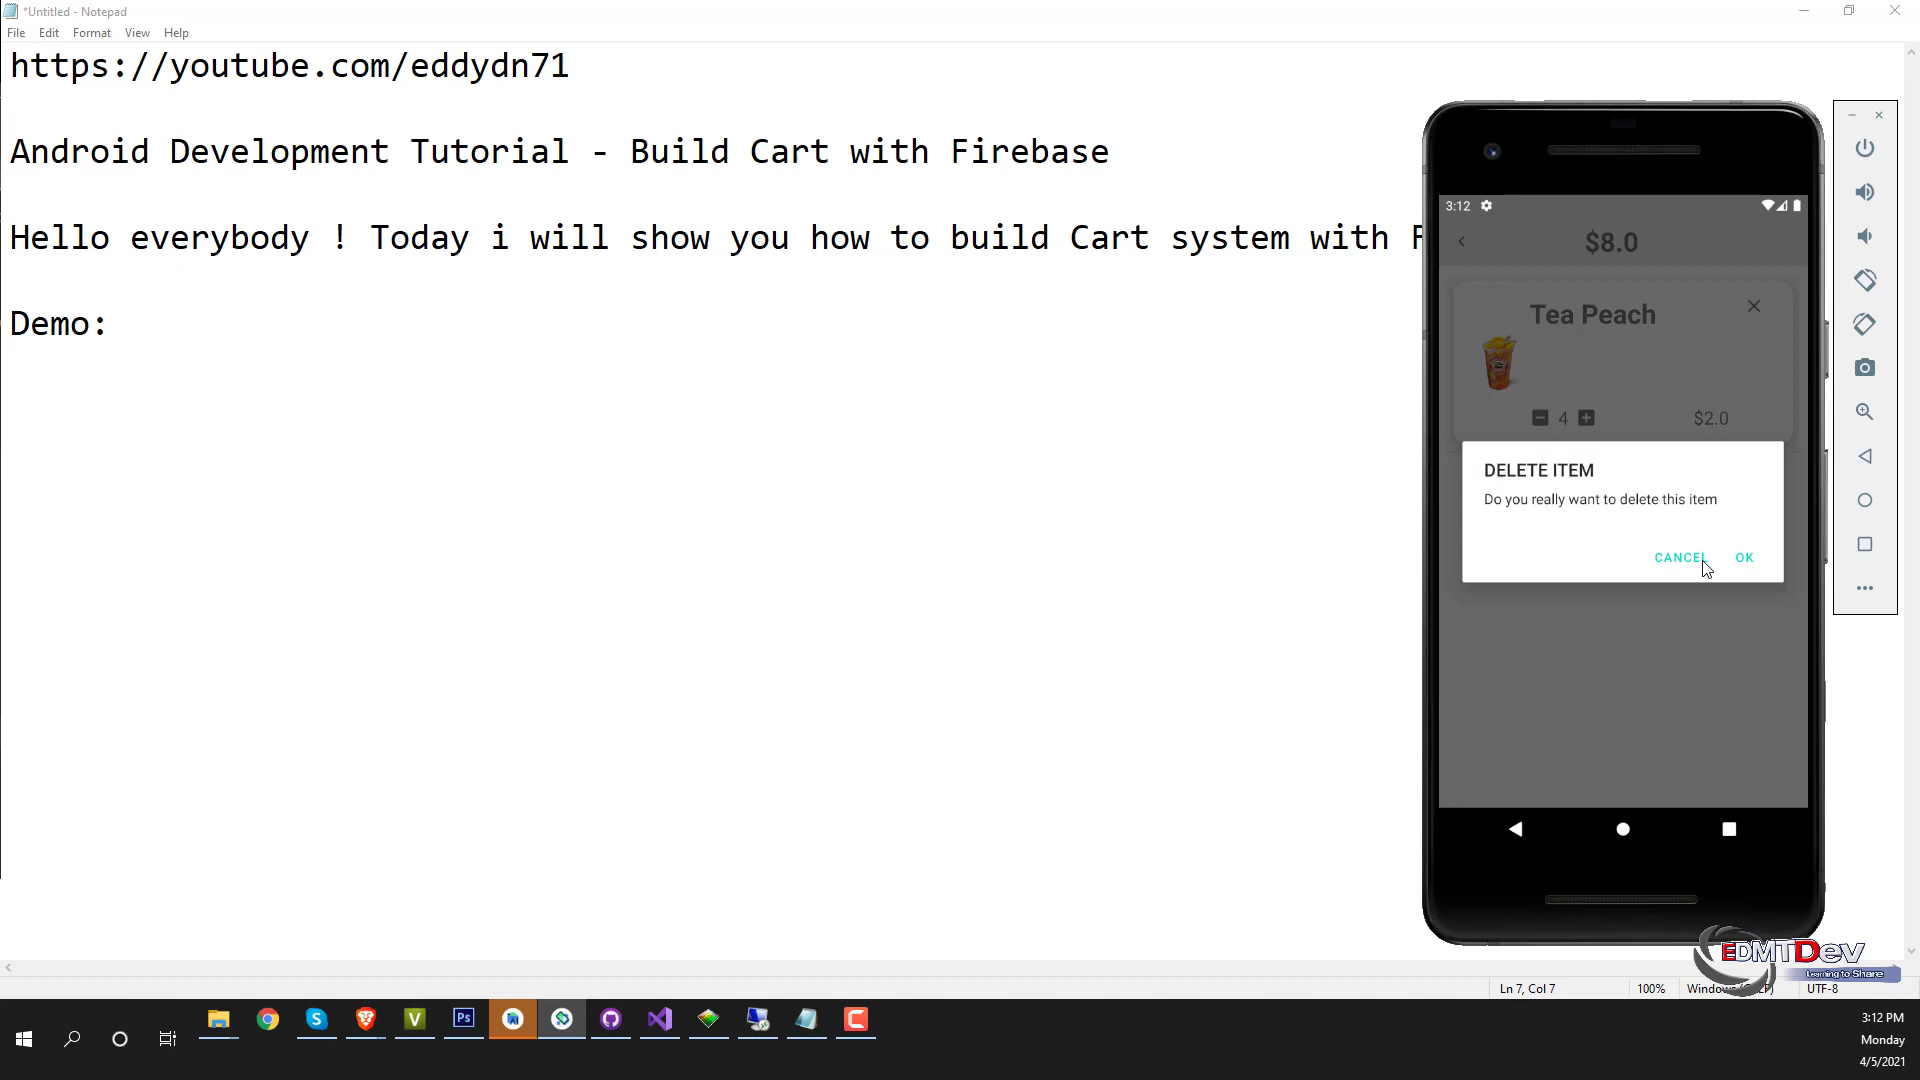 *Untitled - Notepad
File Edit Format View Help
https://youtube.com/eddydn71
Android Development Tutorial - Build Cart with Firebase
Hello everybody ! Today i will show you how to build Cart system with F
Demo:
3:12
$8.0
Tea Peach
4
$2.0
DELETE ITEM
Do you really want to delete this item
CANCEL OK
EDMTDev
Learning to Share
Ln 7, Col 7
100%
UTF-8
V
Ps
C
3:12 PM
Monday
4/5/2021